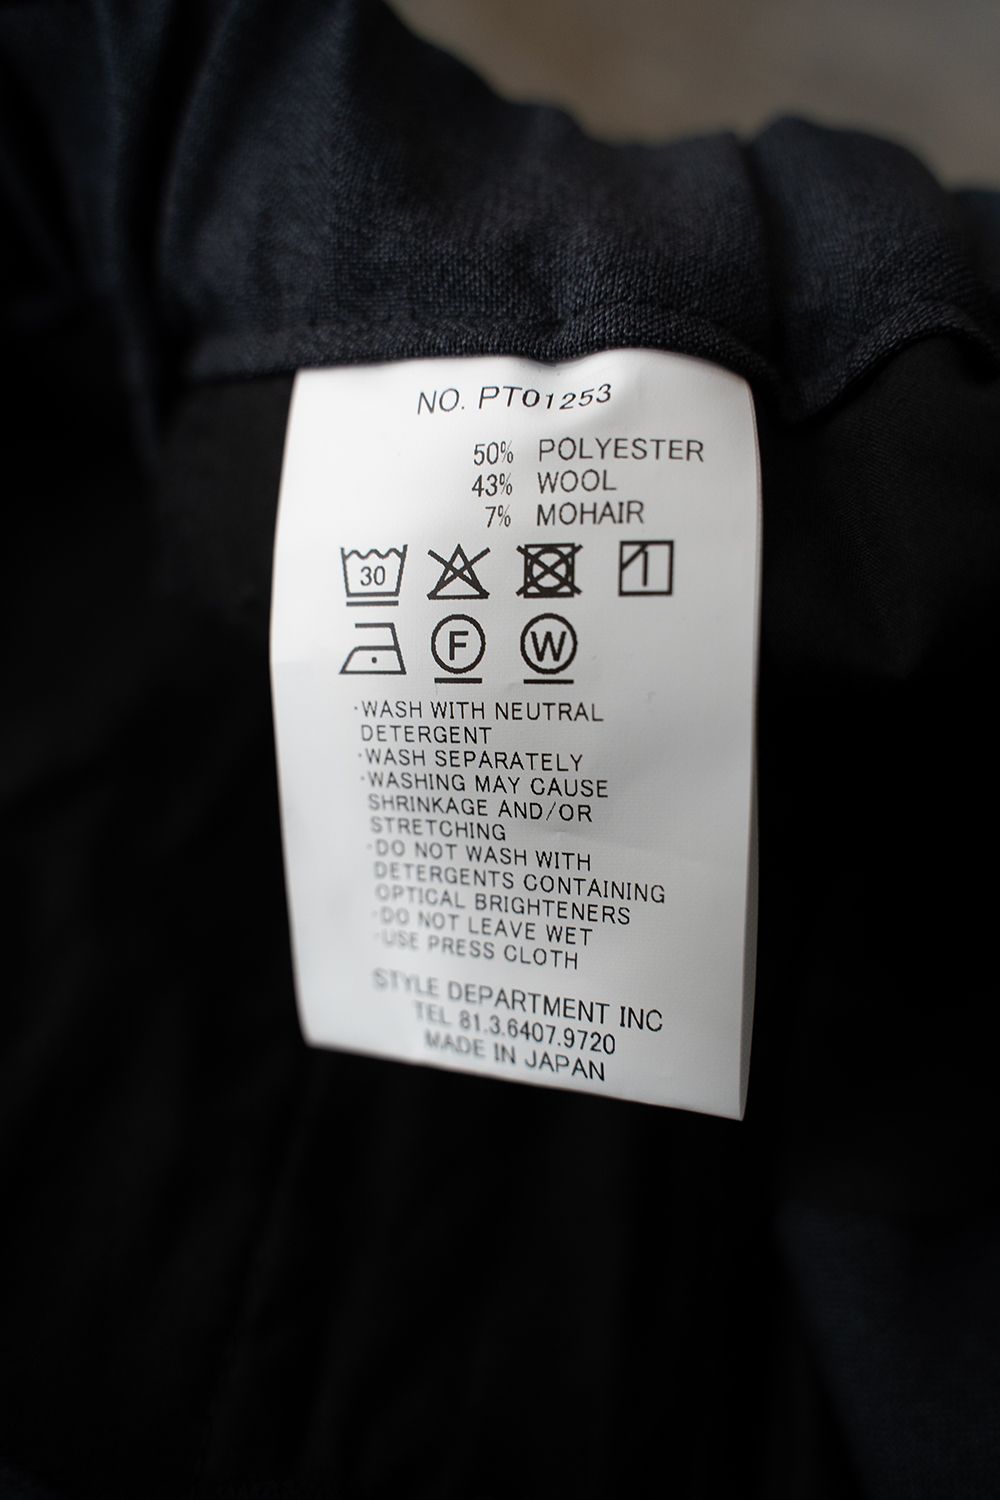 NO. PT01253
50% POLYESTER
43% WOOL
7% MOHAIR
30
F W
·WASH WITH NEUTRAL
DETERGENT
·WASH SEPARATELY
·WASHING MAY CAUSE
SHRINKAGE AND/OR
STRETCHING
·DO NOT WASH WITH
DETERGENTS CONTAINING
OPTICAL BRIGHTENERS
·DO NOT LEAVE WET
·USE PRESS CLOTH
STYLE DEPARTMENT INC
TEL 81.3.6407.9720
MADE IN JAPAN